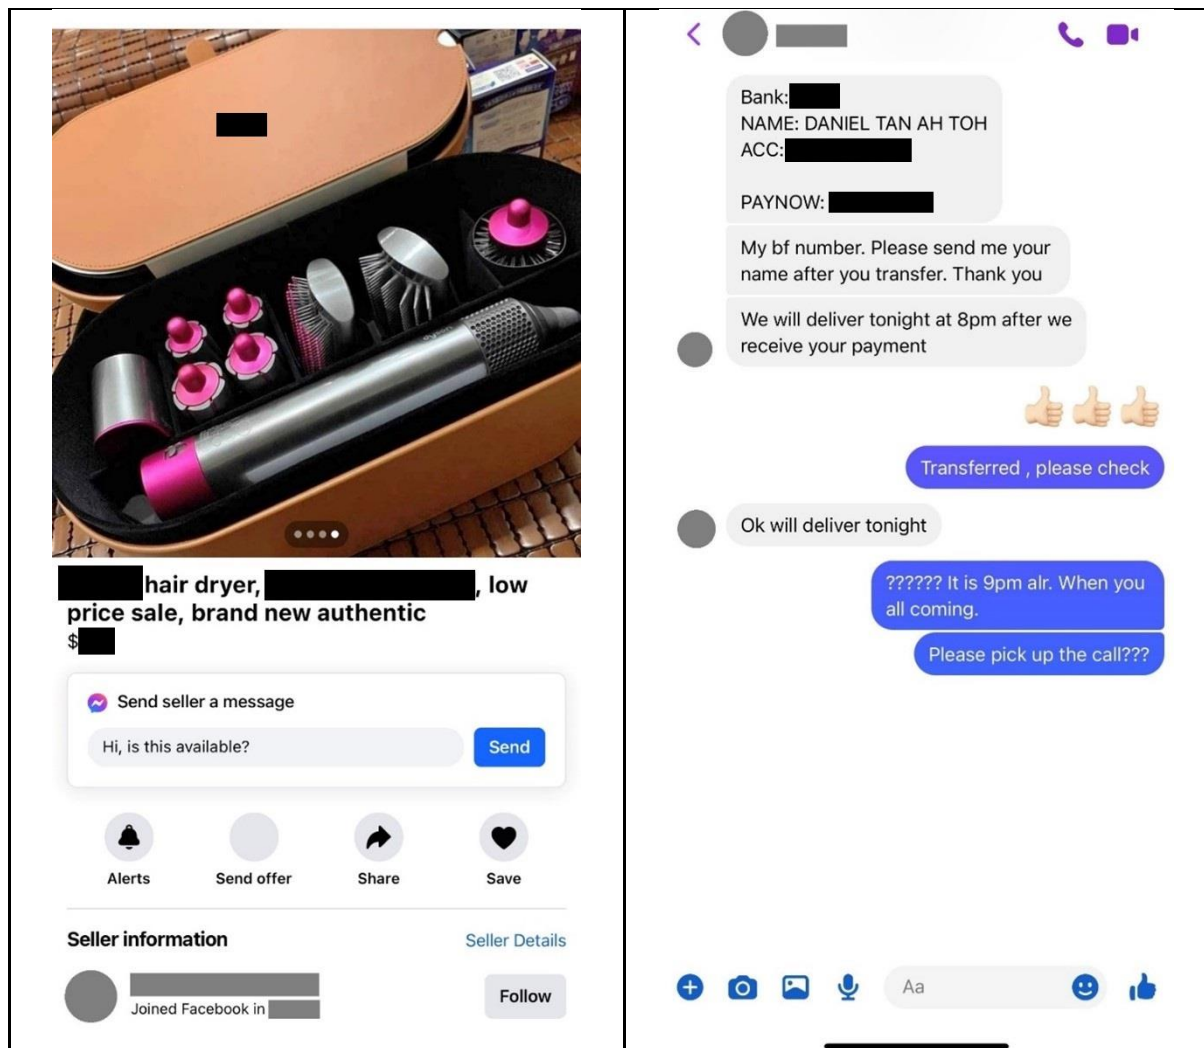 hair dryer, , low
price sale, brand new authentic
$
Send seller a message
Hi, is this available?
Send
Alerts
Send offer
Share
Save
Seller information
Seller Details
Joined Facebook in
Follow
Bank:
NAME: DANIEL TAN AH TOH
ACC:
PAYNOW:
My bf number. Please send me your
name after you transfer. Thank you
We will deliver tonight at 8pm after we
receive your payment
Transferred , please check
Ok will deliver tonight
?????? It is 9pm alr. When you
all coming.
Please pick up the call???
Aa